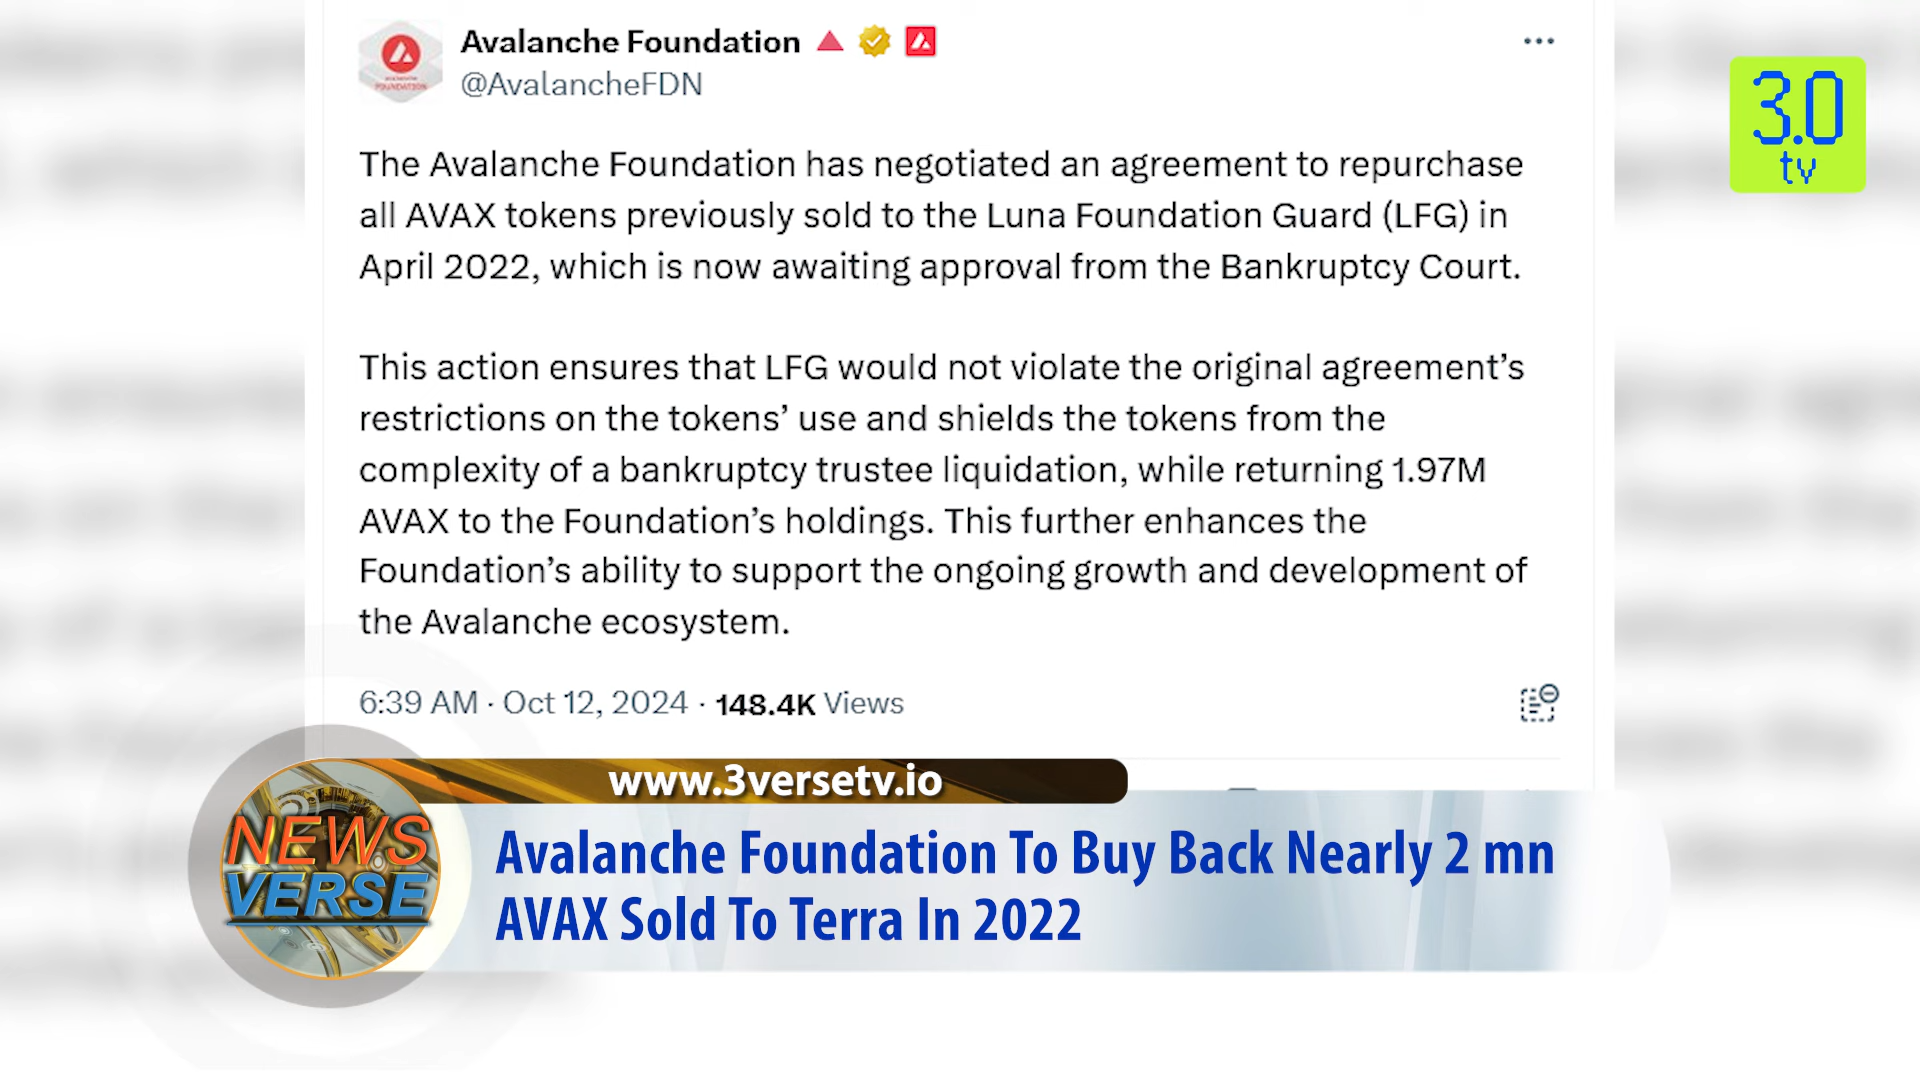 Avalanche Foundation
@AvalancheFDN
3.0
tv
The Avalanche Foundation has negotiated an agreement to repurchase
all AVAX tokens previously sold to the Luna Foundation Guard (LFG) in
April 2022, which is now awaiting approval from the Bankruptcy Court.
This action ensures that LFG would not violate the original agreement’s
restrictions on the tokens’ use and shields the tokens from the
complexity of a bankruptcy trustee liquidation, while returning 1.97M
AVAX to the Foundation’s holdings. This further enhances the
Foundation’s ability to support the ongoing growth and development of
the Avalanche ecosystem.
6:39 AM · Oct 12, 2024 · 148.4K Views
www.3versetv.io
NEWS
VERSE
Avalanche Foundation To Buy Back Nearly 2 mn
AVAX Sold To Terra In 2022